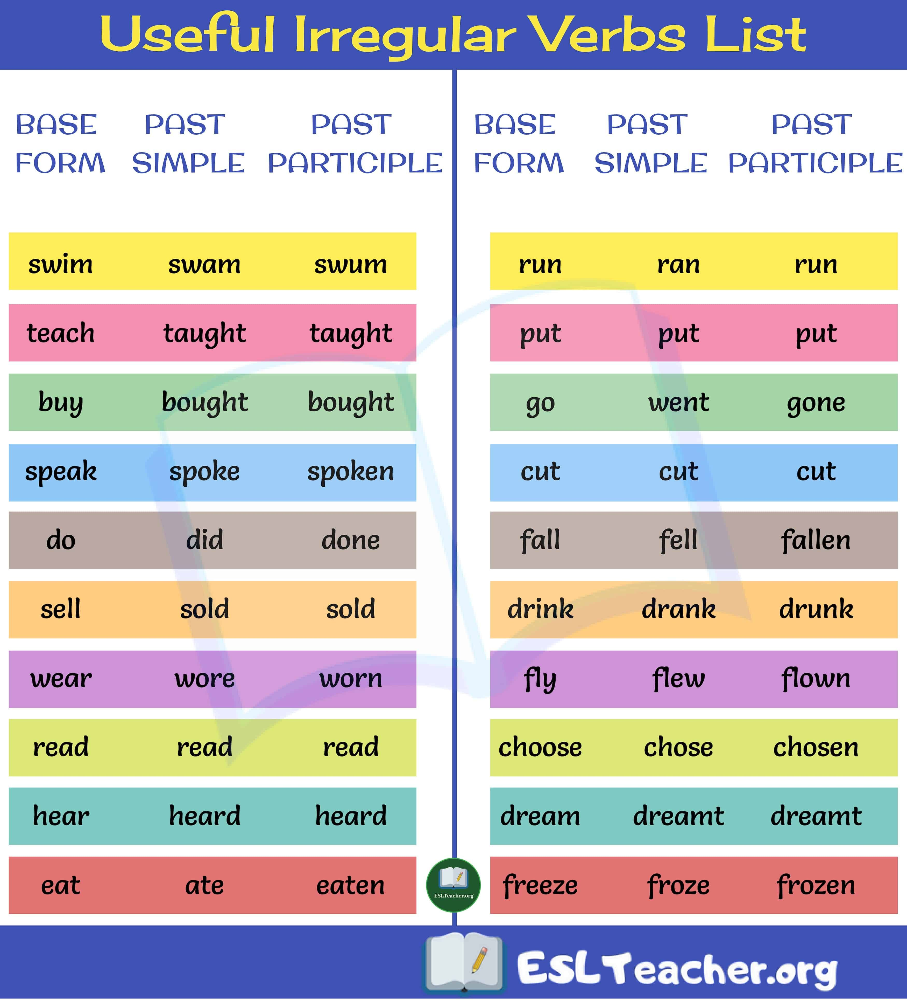 Useful Irregular Verbs List
BASE PAST PAST
FORM SIMPLE PARTICIPLE
swim swam swum
teach taught taught
buy bought bought
speak spoke spoken
do did done
sell sold sold
wear wore worn
read read read
hear heard heard
eat ate eaten
BASE PAST PAST
FORM SIMPLE PARTICIPLE
run ran run
put put put
go went gone
cut cut cut
fall fell fallen
drink drank drunk
fly flew flown
choose chose chosen
dream dreamt dreamt
freeze froze frozen
ESLTeacher.org
ESLTeacher.org